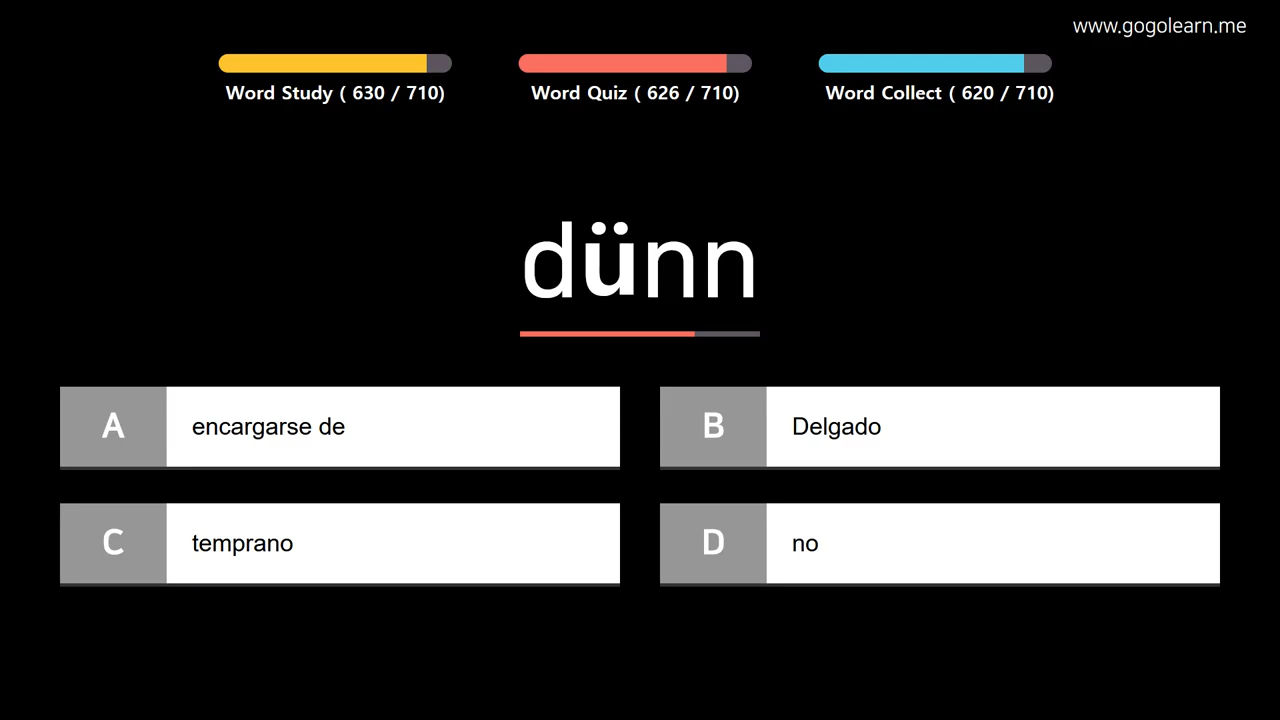 www.gogolearn.me
Word Study ( 630 / 710)
Word Quiz ( 626 / 710)
Word Collect ( 620 / 710)
dünn
A encargarse de
B Delgado
C temprano
D no